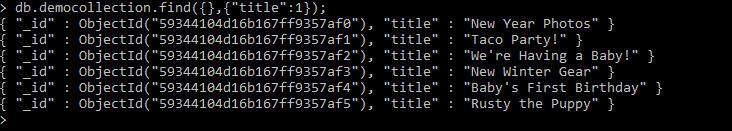 > db.democollection.find({},{"title":1});
{ "_id" : ObjectId("59344104d16b167ff9357af0"), "title" : "New Year Photos" }
{ "_id" : ObjectId("59344104d16b167ff9357af1"), "title" : "Taco Party!" }
{ "_id" : ObjectId("59344104d16b167ff9357af2"), "title" : "We're Having a Baby!" }
{ "_id" : ObjectId("59344104d16b167ff9357af3"), "title" : "New Winter Gear" }
{ "_id" : ObjectId("59344104d16b167ff9357af4"), "title" : "Baby's First Birthday" }
{ "_id" : ObjectId("59344104d16b167ff9357af5"), "title" : "Rusty the Puppy" }
>